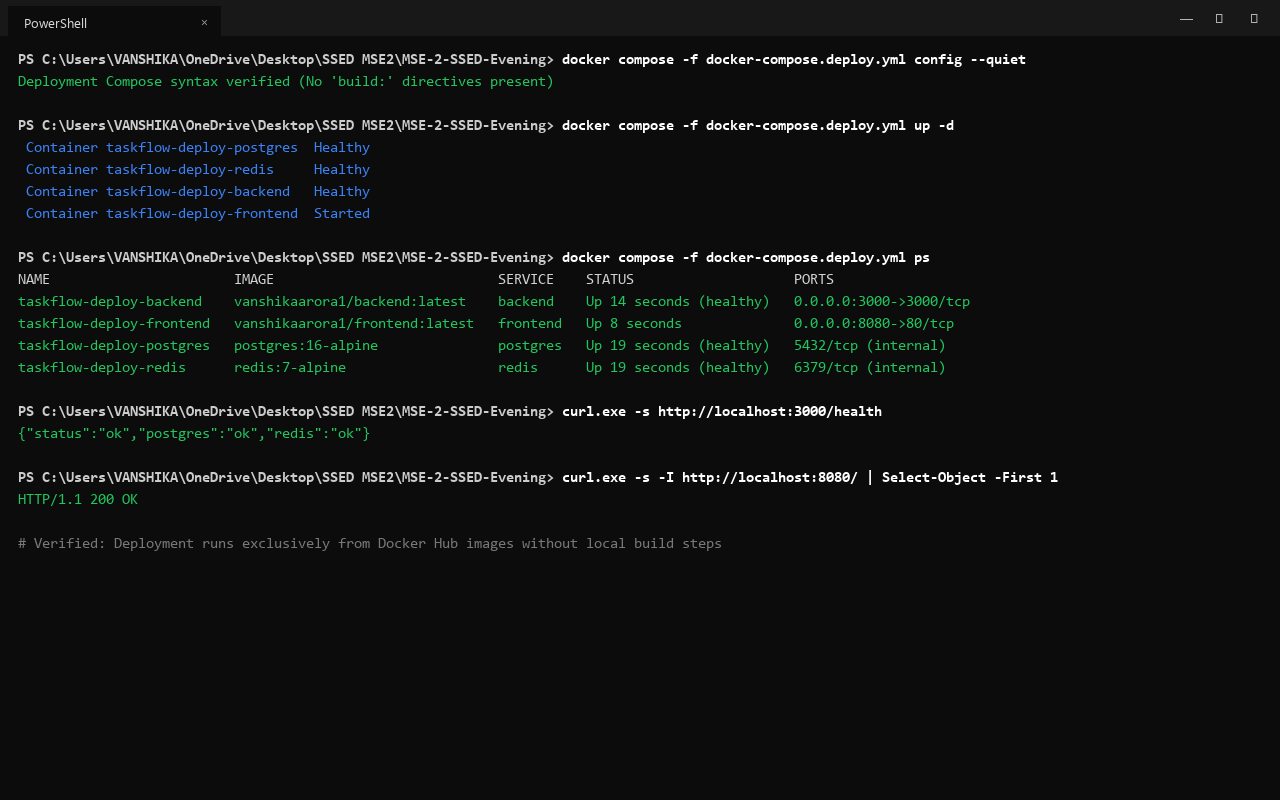 PowerShell ×
PS C:\Users\VANSHIKA\OneDrive\Desktop\SSED MSE2\MSE-2-SSED-Evening> docker compose -f docker-compose.deploy.yml config --quiet
Deployment Compose syntax verified (No 'build:' directives present)
PS C:\Users\VANSHIKA\OneDrive\Desktop\SSED MSE2\MSE-2-SSED-Evening> docker compose -f docker-compose.deploy.yml up -d
Container taskflow-deploy-postgres  Healthy
Container taskflow-deploy-redis     Healthy
Container taskflow-deploy-backend   Healthy
Container taskflow-deploy-frontend  Started
PS C:\Users\VANSHIKA\OneDrive\Desktop\SSED MSE2\MSE-2-SSED-Evening> docker compose -f docker-compose.deploy.yml ps
NAME                       IMAGE                            SERVICE    STATUS                    PORTS
taskflow-deploy-backend    vanshikaarora1/backend:latest    backend    Up 14 seconds (healthy)   0.0.0.0:3000->3000/tcp
taskflow-deploy-frontend   vanshikaarora1/frontend:latest   frontend   Up 8 seconds              0.0.0.0:8080->80/tcp
taskflow-deploy-postgres   postgres:16-alpine               postgres   Up 19 seconds (healthy)   5432/tcp (internal)
taskflow-deploy-redis      redis:7-alpine                   redis      Up 19 seconds (healthy)   6379/tcp (internal)
PS C:\Users\VANSHIKA\OneDrive\Desktop\SSED MSE2\MSE-2-SSED-Evening> curl.exe -s http://localhost:3000/health
{"status":"ok","postgres":"ok","redis":"ok"}
PS C:\Users\VANSHIKA\OneDrive\Desktop\SSED MSE2\MSE-2-SSED-Evening> curl.exe -s -I http://localhost:8080/ | Select-Object -First 1
HTTP/1.1 200 OK
# Verified: Deployment runs exclusively from Docker Hub images without local build steps